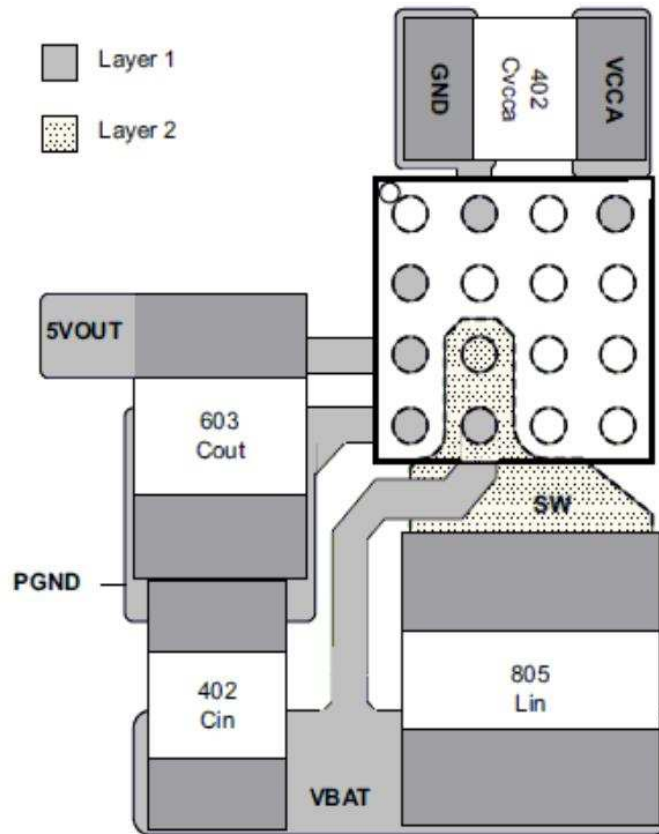 Layer 1
Layer 2
GND
402
Cvcca
VCCA
5VOUT
603
Cout
SW
PGND
402
Cin
805
Lin
VBAT